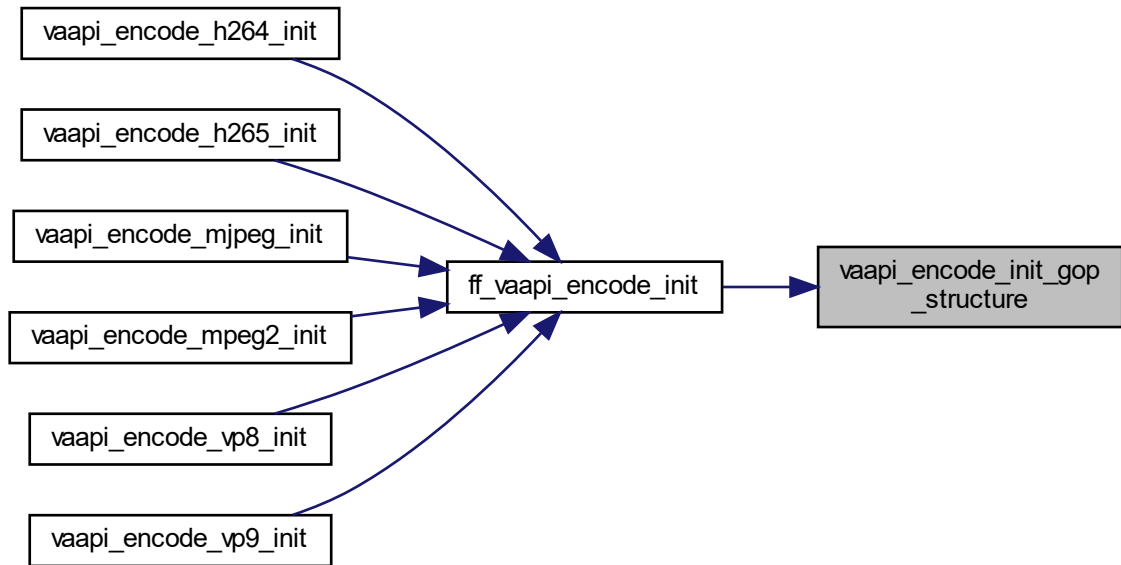 vaapi_encode_h264_init
vaapi_encode_h265_init
vaapi_encode_mjpeg_init
vaapi_encode_mpeg2_init
vaapi_encode_vp8_init
vaapi_encode_vp9_init
ff_vaapi_encode_init
vaapi_encode_init_gop
_structure